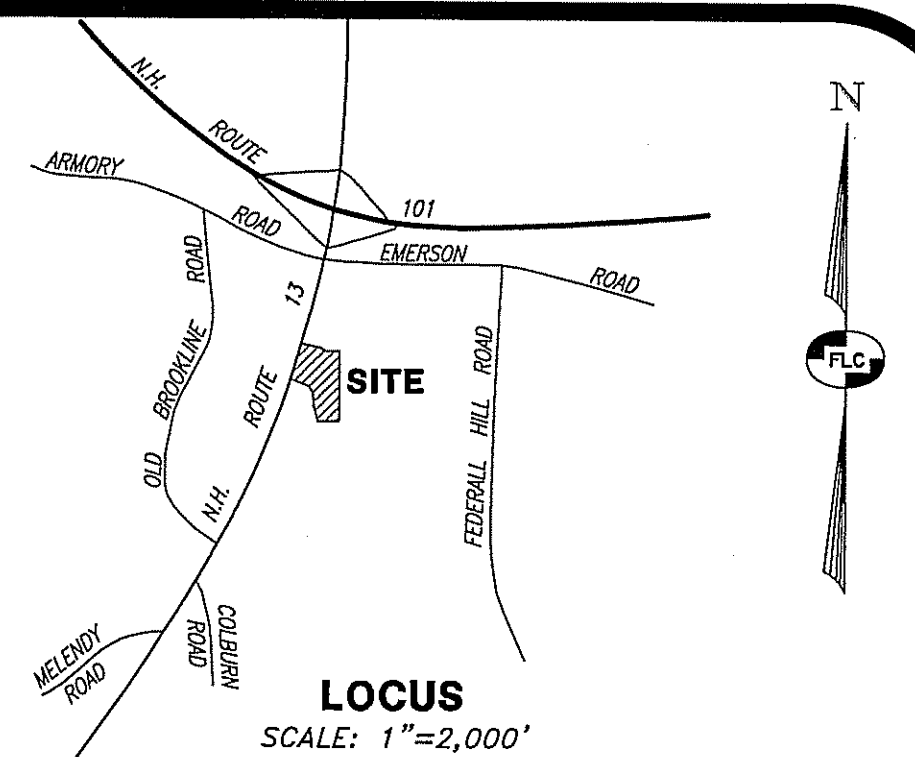 N.H.
ROUTE
101
ARMORY
ROAD
EMERSON
ROAD
N
FLC
13
ROUTE
N.H.
SITE
OLD
BROOKLINE
ROAD
FEDERALL
HILL
ROAD
COLBURN
ROAD
MELENDY
ROAD
LOCUS
SCALE: 1"=2,000'